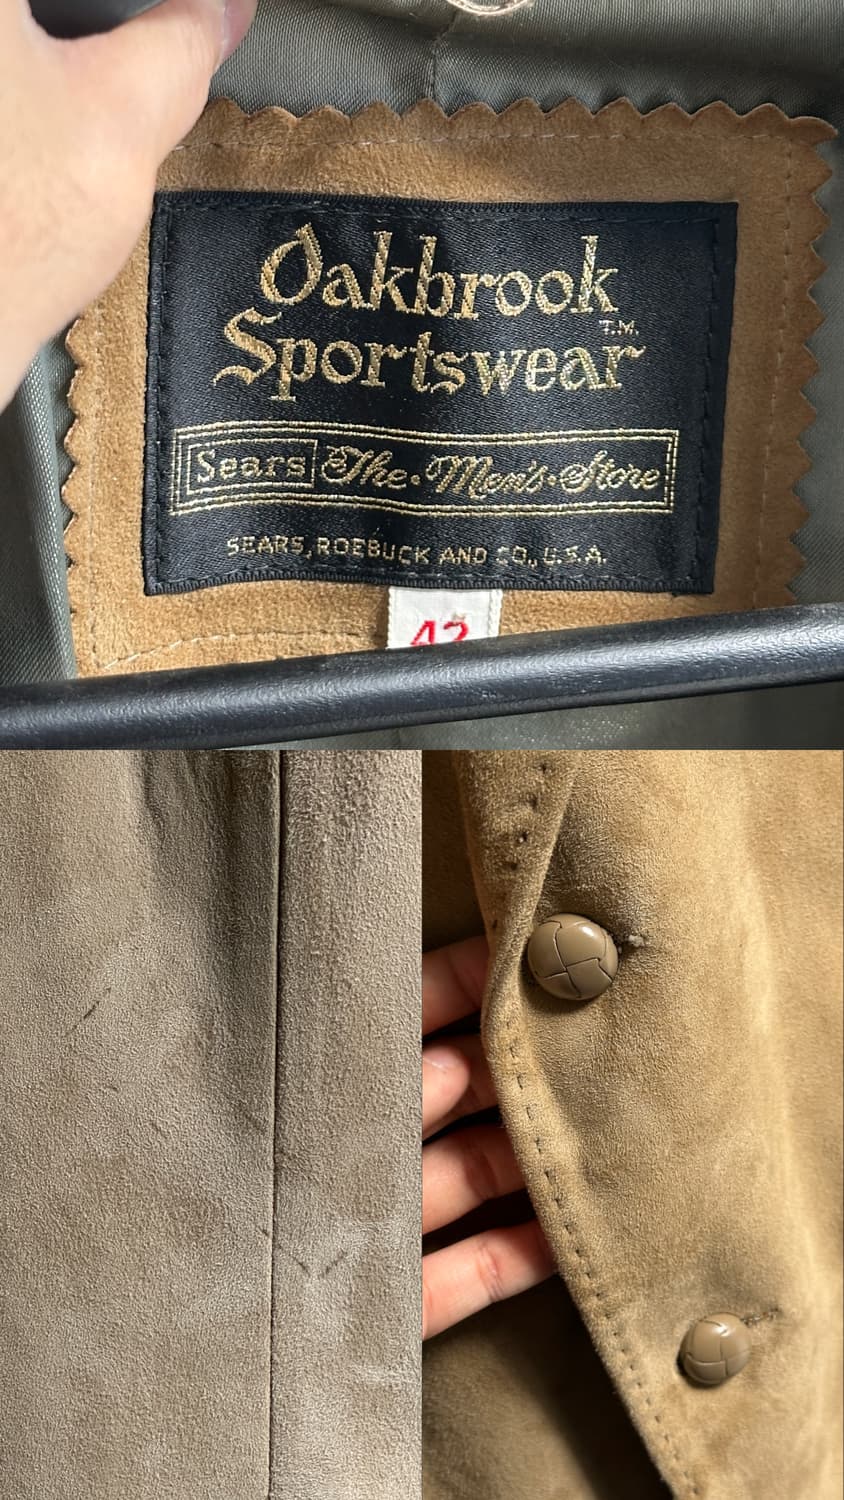 Oakbrook
Sportswear
T.M.
Sears The·Men's·Store
SEARS, ROEBUCK AND CO., U.S.A.
42